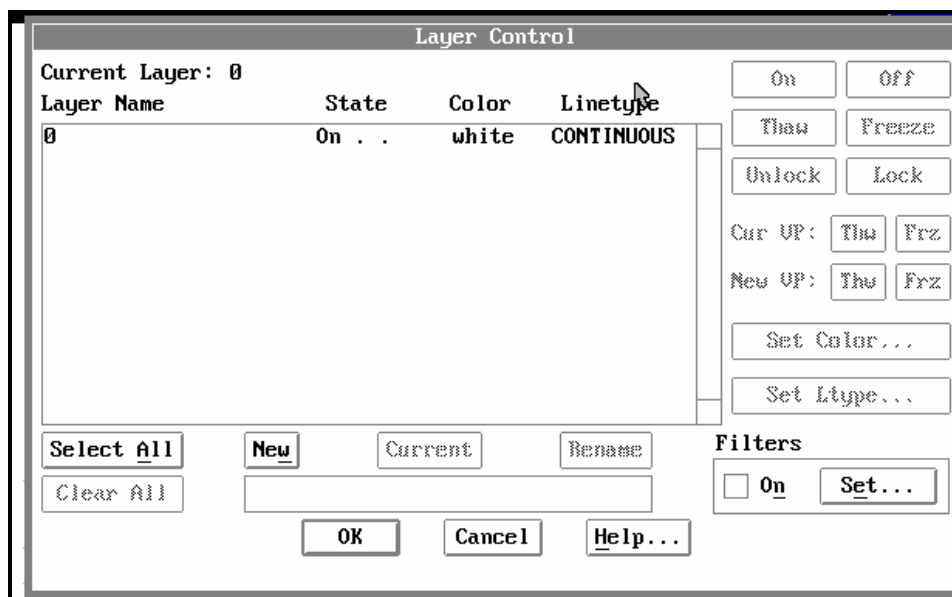 Layer Control
Current Layer: 0
Layer Name State Color Linetype
0 On . . white CONTINUOUS
On Off
Thaw Freeze
Unlock Lock
Cur VP: Thw Frz
New VP: Thw Frz
Set Color...
Set Ltype...
Select All New Current Rename
Clear All
Filters
On Set...
OK Cancel Help...